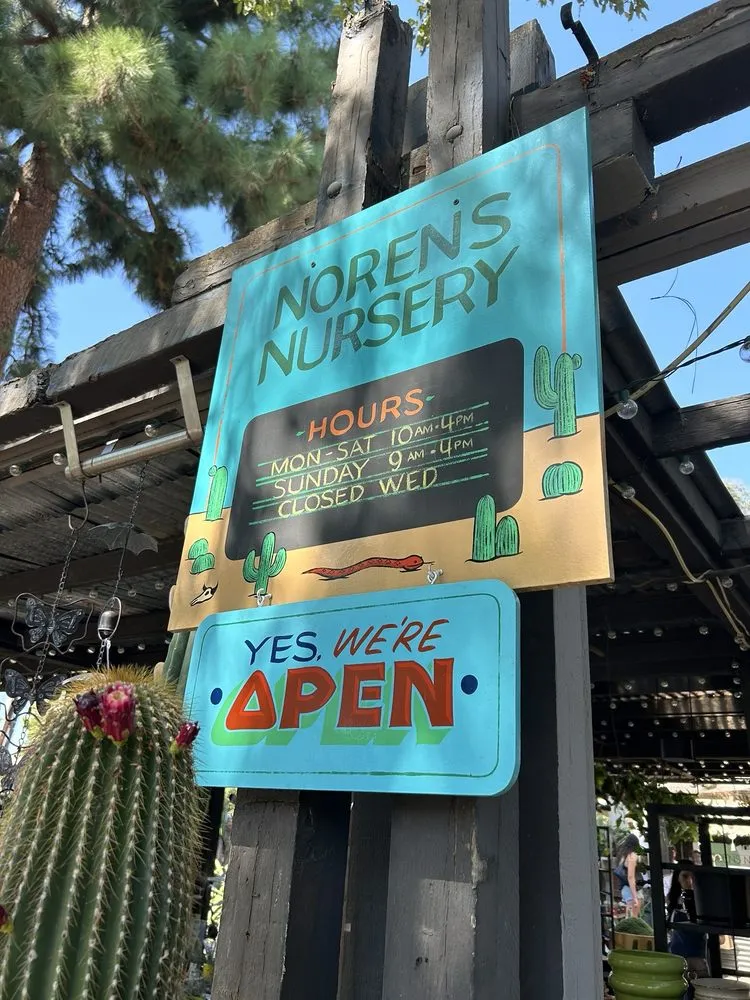 NOREN'S
NURSERY
-HOURS-
MON-SAT 10AM-4PM
SUNDAY 9AM-4PM
CLOSED WED
YES, WE'RE
OPEN